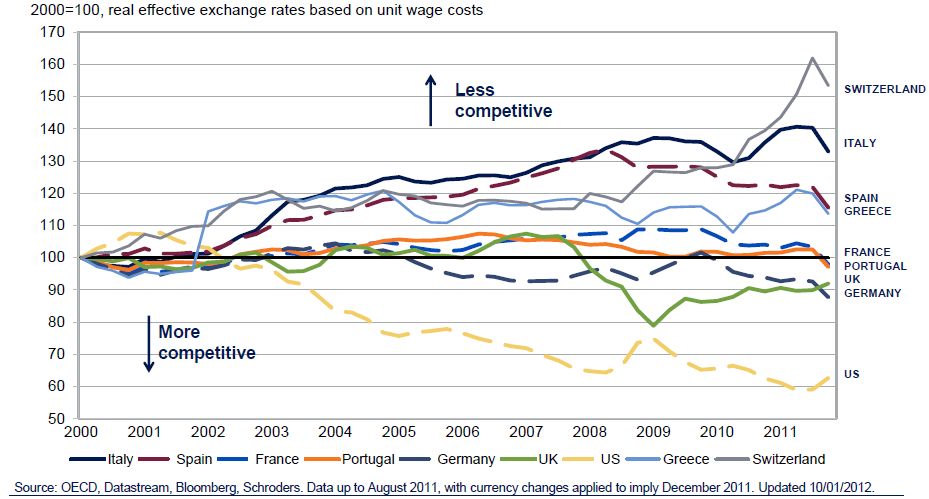 2000=100, real effective exchange rates based on unit wage costs
170
160
150
140
130
120
110
100
90
80
70
60
50
Less
competitive
More
competitive
SWITZERLAND
ITALY
SPAIN
GREECE
FRANCE
PORTUGAL
UK
GERMANY
US
2000 2001 2002 2003 2004 2005 2006 2007 2008 2009 2010 2011
Italy Spain France Portugal Germany UK US Greece Switzerland
Source: OECD, Datastream, Bloomberg, Schroders. Data up to August 2011, with currency changes applied to imply December 2011. Updated 10/01/2012.